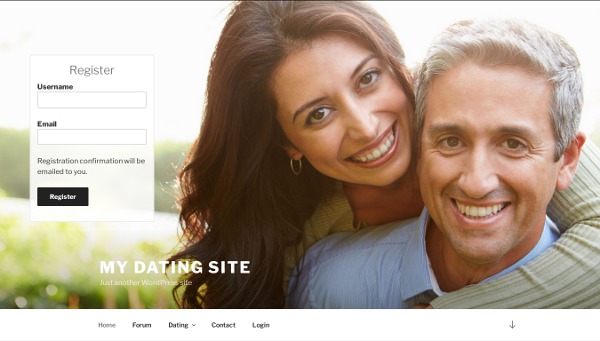 Register
Username
Email
Registration confirmation will be
emailed to you.
Register
MY DATING SITE
Just another WordPress site
Home Forum Dating Contact Login